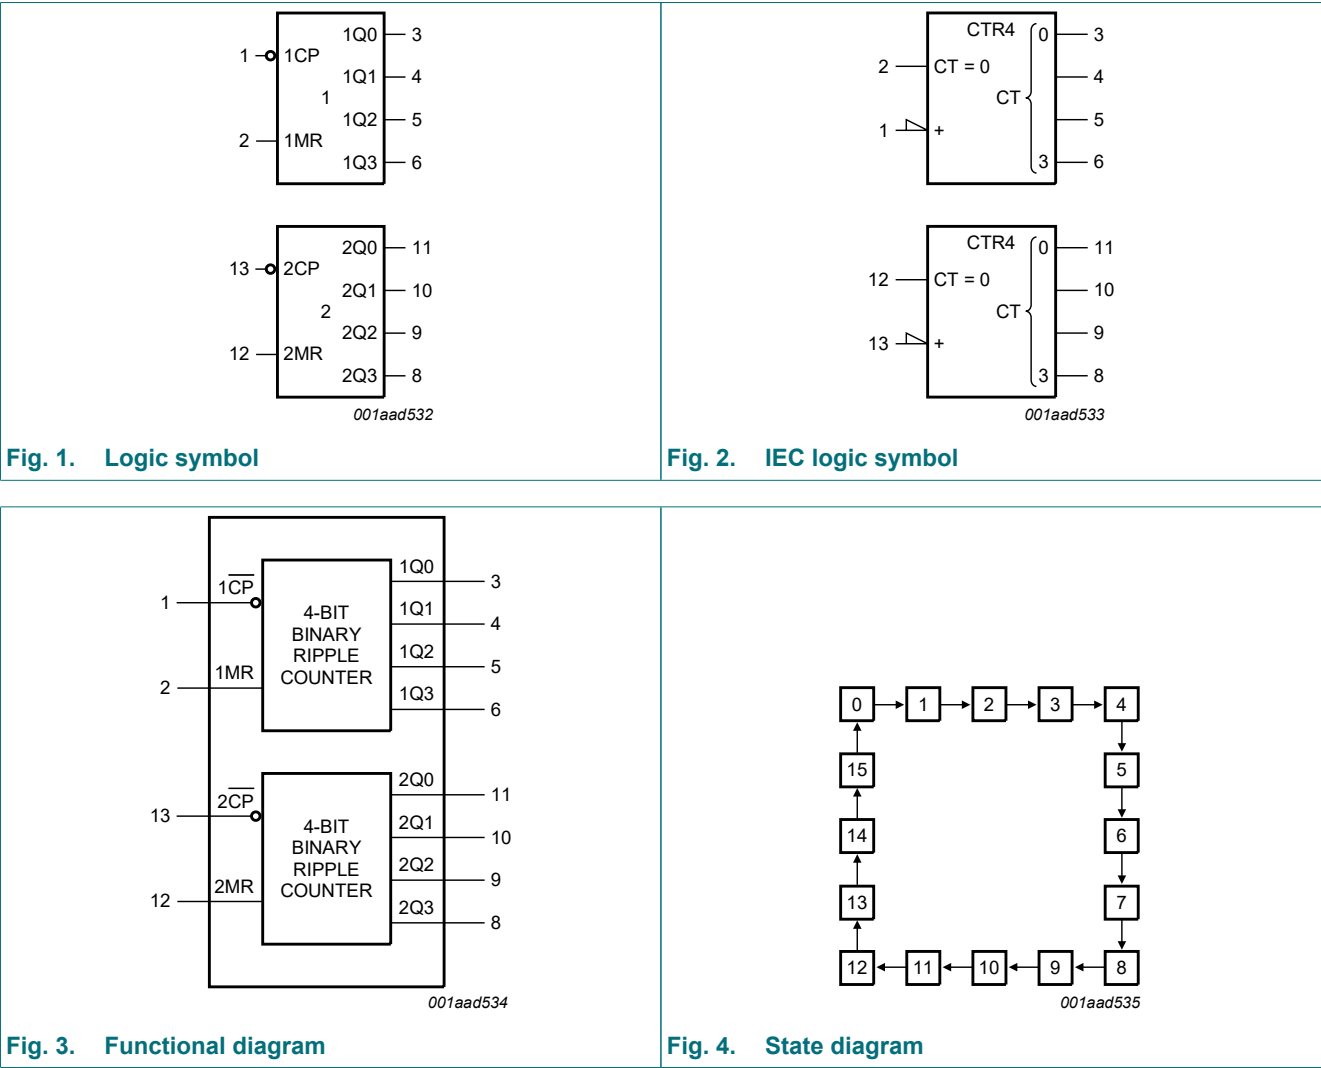 1Q0 3
1 1CP
1Q1 4
1
1Q2 5
2 1MR
1Q3 6
2Q0 11
13 2CP
2Q1 10
2
2Q2 9
12 2MR
2Q3 8
001aad532
Fig. 1. Logic symbol
CTR4 0 3
2 CT = 0
4
CT
5
1 +
3 6
CTR4 0 11
12 CT = 0
10
CT
9
13 +
3 8
001aad533
Fig. 2. IEC logic symbol
1Q0
3
1C̅P̅
1
4-BIT
BINARY
RIPPLE
COUNTER
1Q1
4
1Q2
5
1MR
2
1Q3
6
2Q0
11
2C̅P̅
13
4-BIT
BINARY
RIPPLE
COUNTER
2Q1
10
2Q2
9
2MR
12
2Q3
8
001aad534
Fig. 3. Functional diagram
0 1 2 3 4
15 5
14 6
13 7
12 11 10 9 8
001aad535
Fig. 4. State diagram